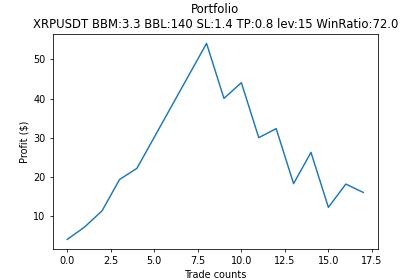 Portfolio
XRPUSDT BBM:3.3 BBL:140 SL:1.4 TP:0.8 lev:15 WinRatio:72.0
Profit ($)
50
40
30
20
10
0.0 2.5 5.0 7.5 10.0 12.5 15.0 17.5
Trade counts